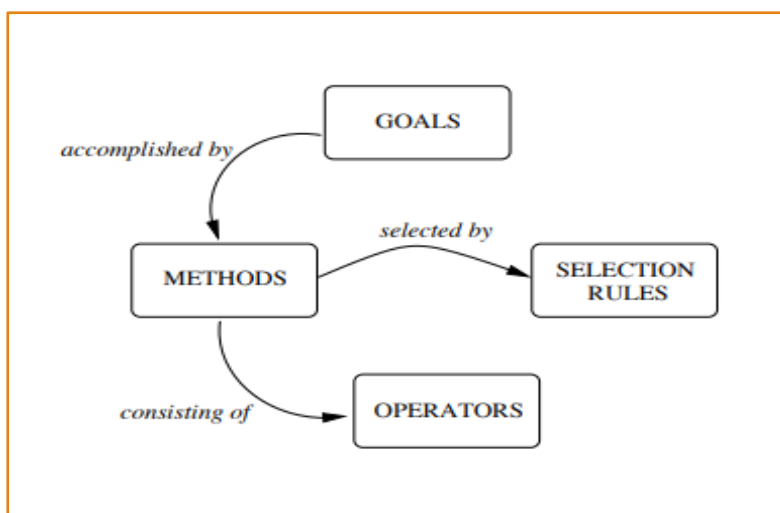 GOALS
accomplished by
selected by
METHODS
SELECTION
RULES
consisting of
OPERATORS